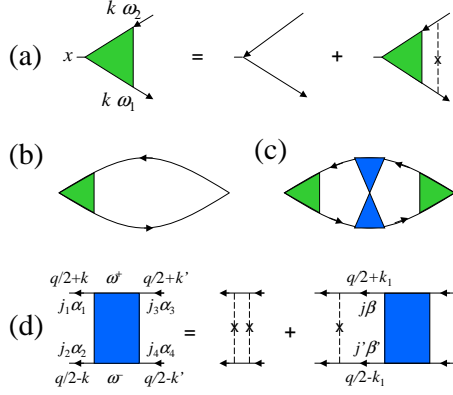 k ω₂
(a) x = + x
k ω₁
(b) (c)
q/2+k ω⁺ q/2+k' q/2+k₁
j₁α₁ j₃α₃ jβ
(d) = x x + x
j₂α₂ j₄α₄ j'β'
q/2-k ω⁻ q/2-k' q/2-k₁